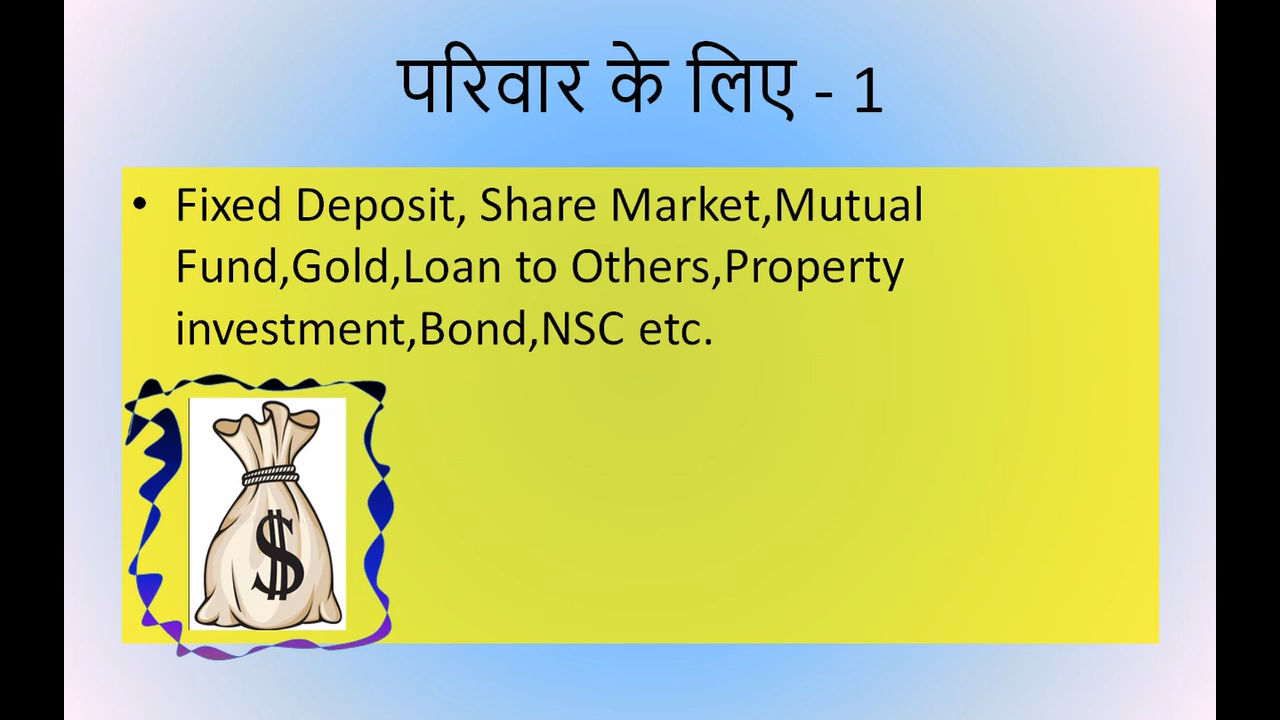 परिवार के लिए - 1
• Fixed Deposit, Share Market,Mutual
Fund,Gold,Loan to Others,Property
investment,Bond,NSC etc.
$